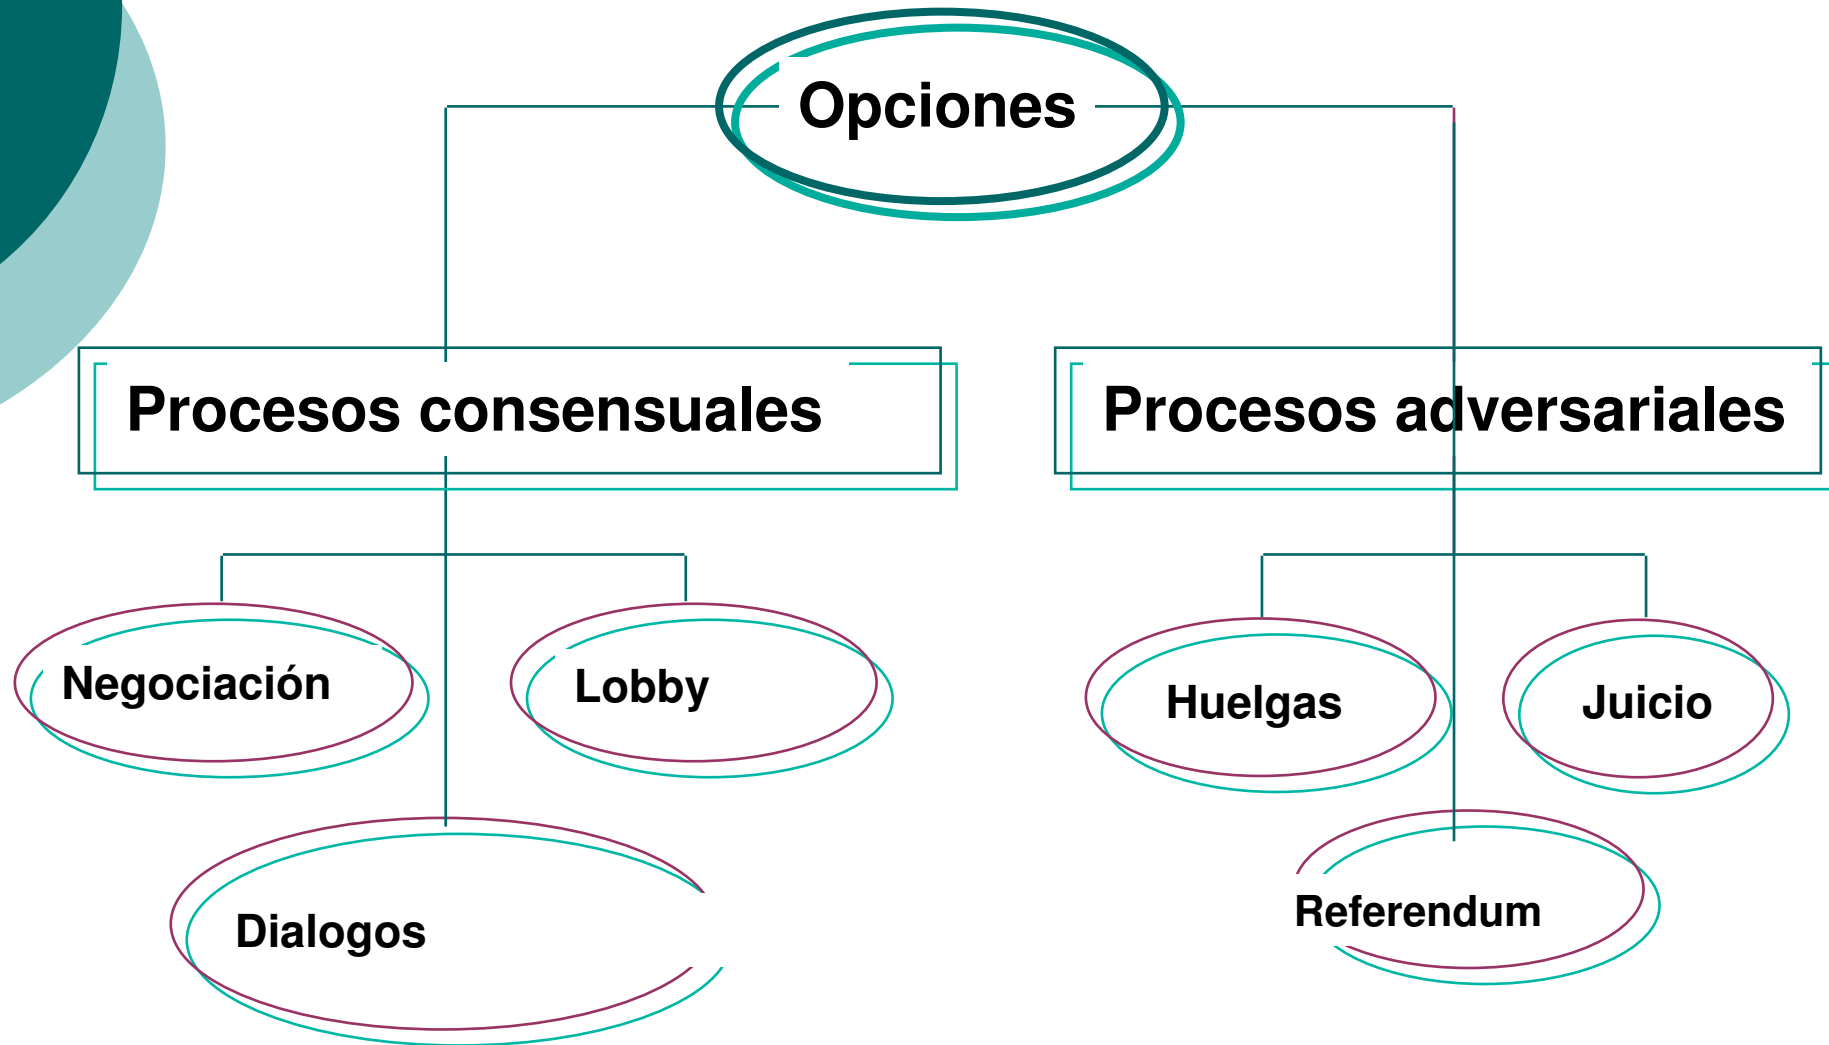 Opciones
Procesos consensuales
Procesos adversariales
Negociación
Lobby
Huelgas
Juicio
Dialogos
Referendum